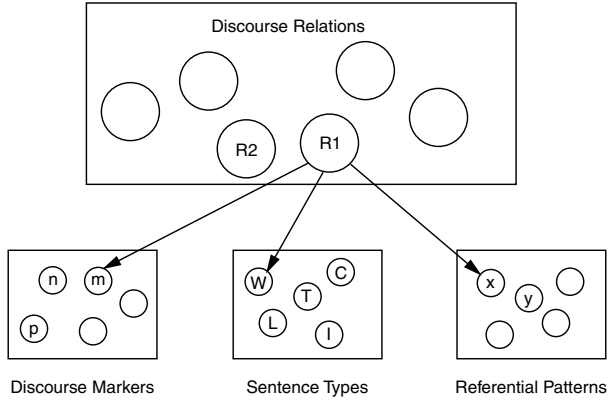 Discourse Relations
R2
R1
n
m
p
W
C
T
L
I
x
y
Discourse Markers
Sentence Types
Referential Patterns